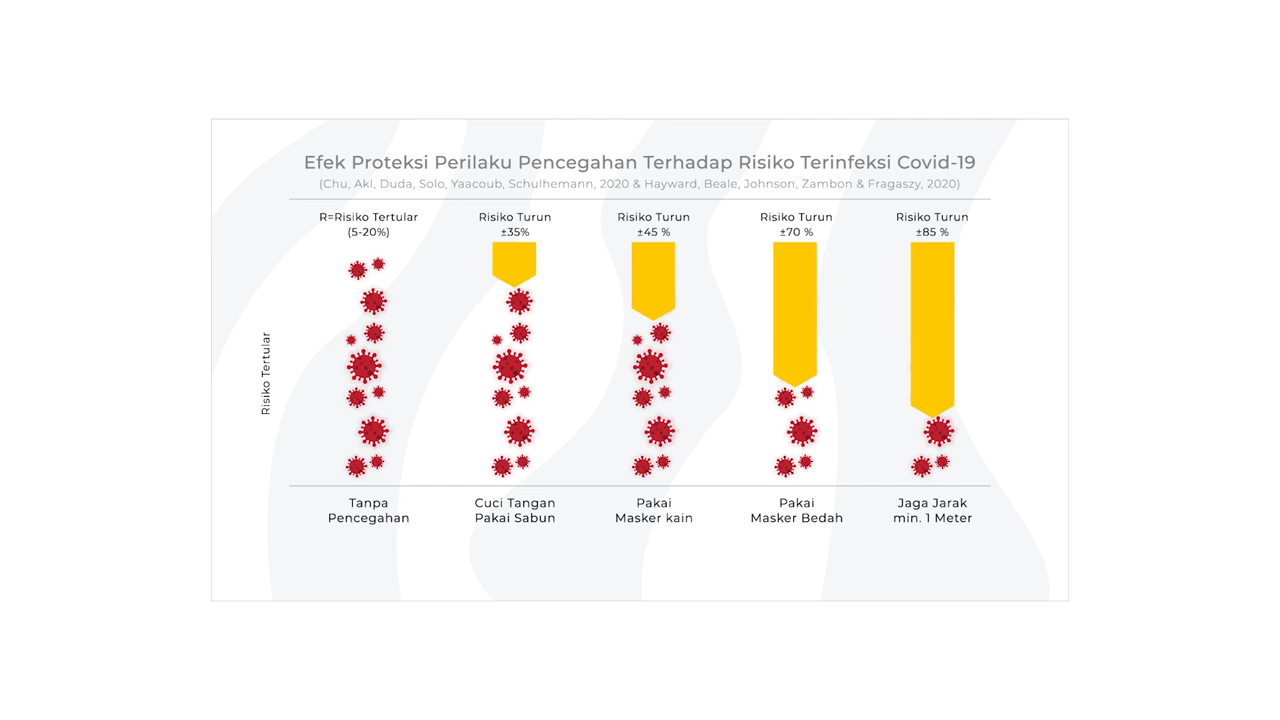 Efek Proteksi Perilaku Pencegahan Terhadap Risiko Terinfeksi Covid-19
(Chu, Akl, Duda, Solo, Yaacoub, Schulhemann, 2020 & Hayward, Beale, Johnson, Zambon & Fragaszy, 2020)
R=Risiko Tertular
(5-20%)
Risiko Turun
±35%
Risiko Turun
±45 %
Risiko Turun
±70 %
Risiko Turun
±85 %
Risiko Tertular
Tanpa
Pencegahan
Cuci Tangan
Pakai Sabun
Pakai
Masker kain
Pakai
Masker Bedah
Jaga Jarak
min. 1 Meter